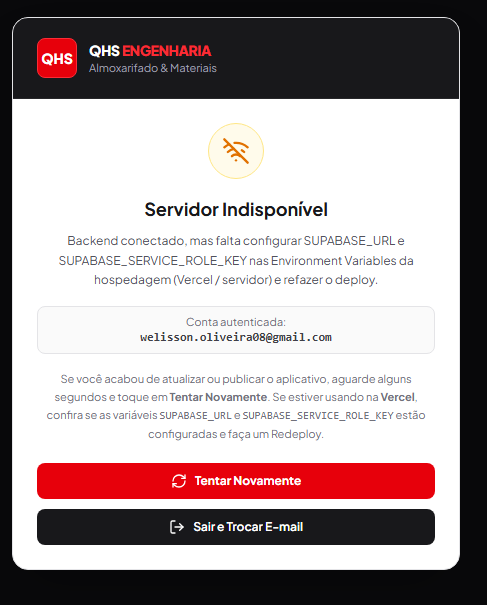 QHS
QHS ENGENHARIA
Almoxarifado & Materiais
Servidor Indisponível
Backend conectado, mas falta configurar SUPABASE_URL e
SUPABASE_SERVICE_ROLE_KEY nas Environment Variables da
hospedagem (Vercel / servidor) e refazer o deploy.
Conta autenticada:
welisson.oliveira08@gmail.com
Se você acabou de atualizar ou publicar o aplicativo, aguarde alguns
segundos e toque em Tentar Novamente. Se estiver usando na Vercel,
confira se as variáveis SUPABASE_URL e SUPABASE_SERVICE_ROLE_KEY estão
configuradas e faça um Redeploy.
Tentar Novamente
Sair e Trocar E-mail